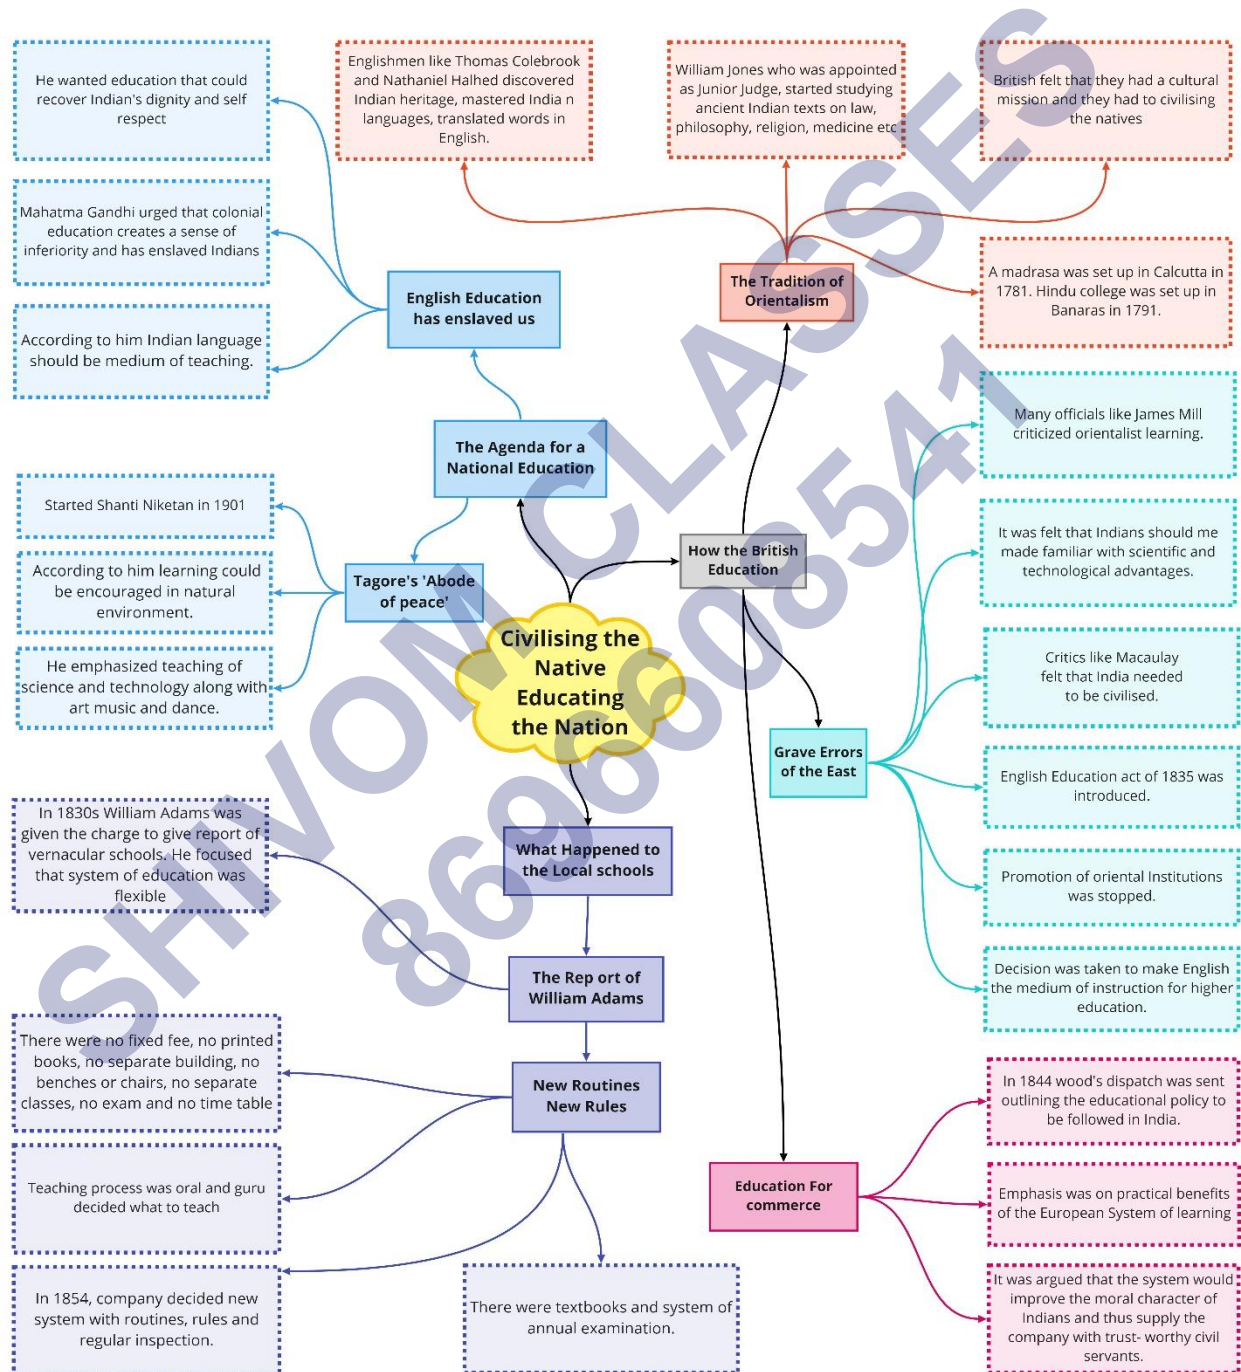 He wanted education that could
recover Indian's dignity and self
respect
Englishmen like Thomas Colebrook
and Nathaniel Halhed discovered
Indian heritage, mastered India n
languages, translated words in
English.
William Jones who was appointed
as Junior Judge, started studying
ancient Indian texts on law,
philosophy, religion, medicine etc
British felt that they had a cultural
mission and they had to civilising
the natives
Mahatma Gandhi urged that colonial
education creates a sense of
inferiority and has enslaved Indians
English Education
has enslaved us
The Tradition of
Orientalism
A madrasa was set up in Calcutta in
1781. Hindu college was set up in
Banaras in 1791.
According to him Indian language
should be medium of teaching.
Many officials like James Mill
criticized orientalist learning.
The Agenda for a
National Education
Started Shanti Niketan in 1901
It was felt that Indians should me
made familiar with scientific and
technological advantages.
How the British
Education
According to him learning could
be encouraged in natural
environment.
Tagore's 'Abode
of peace'
Civilising the
Native
Educating
the Nation
He emphasized teaching of
science and technology along with
art music and dance.
Critics like Macaulay
felt that India needed
to be civilised.
Grave Errors
of the East
English Education act of 1835 was
introduced.
In 1830s William Adams was
given the charge to give report of
vernacular schools. He focused
that system of education was
flexible
What Happened to
the Local schools
Promotion of oriental Institutions
was stopped.
The Rep ort of
William Adams
Decision was taken to make English
the medium of instruction for higher
education.
There were no fixed fee, no printed
books, no separate building, no
benches or chairs, no separate
classes, no exam and no time table
New Routines
New Rules
In 1844 wood's dispatch was sent
outlining the educational policy to
be followed in India.
Teaching process was oral and guru
decided what to teach
Education For
commerce
Emphasis was on practical benefits
of the European System of learning
In 1854, company decided new
system with routines, rules and
regular inspection.
There were textbooks and system of
annual examination.
It was argued that the system would
improve the moral character of
Indians and thus supply the
company with trust- worthy civil
servants.
SHIVOM CLASSES
8696608541